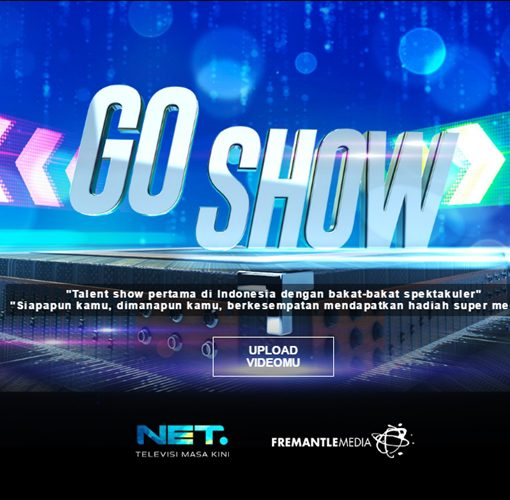 GO SHOW
"Talent show pertama di Indonesia dengan bakat-bakat spektakuler"
"Siapapun kamu, dimanapun kamu, berkesempatan mendapatkan hadiah super me
UPLOAD
VIDEOMU
NET.
TELEVISI MASA KINI
FREMANTLEMEDIA